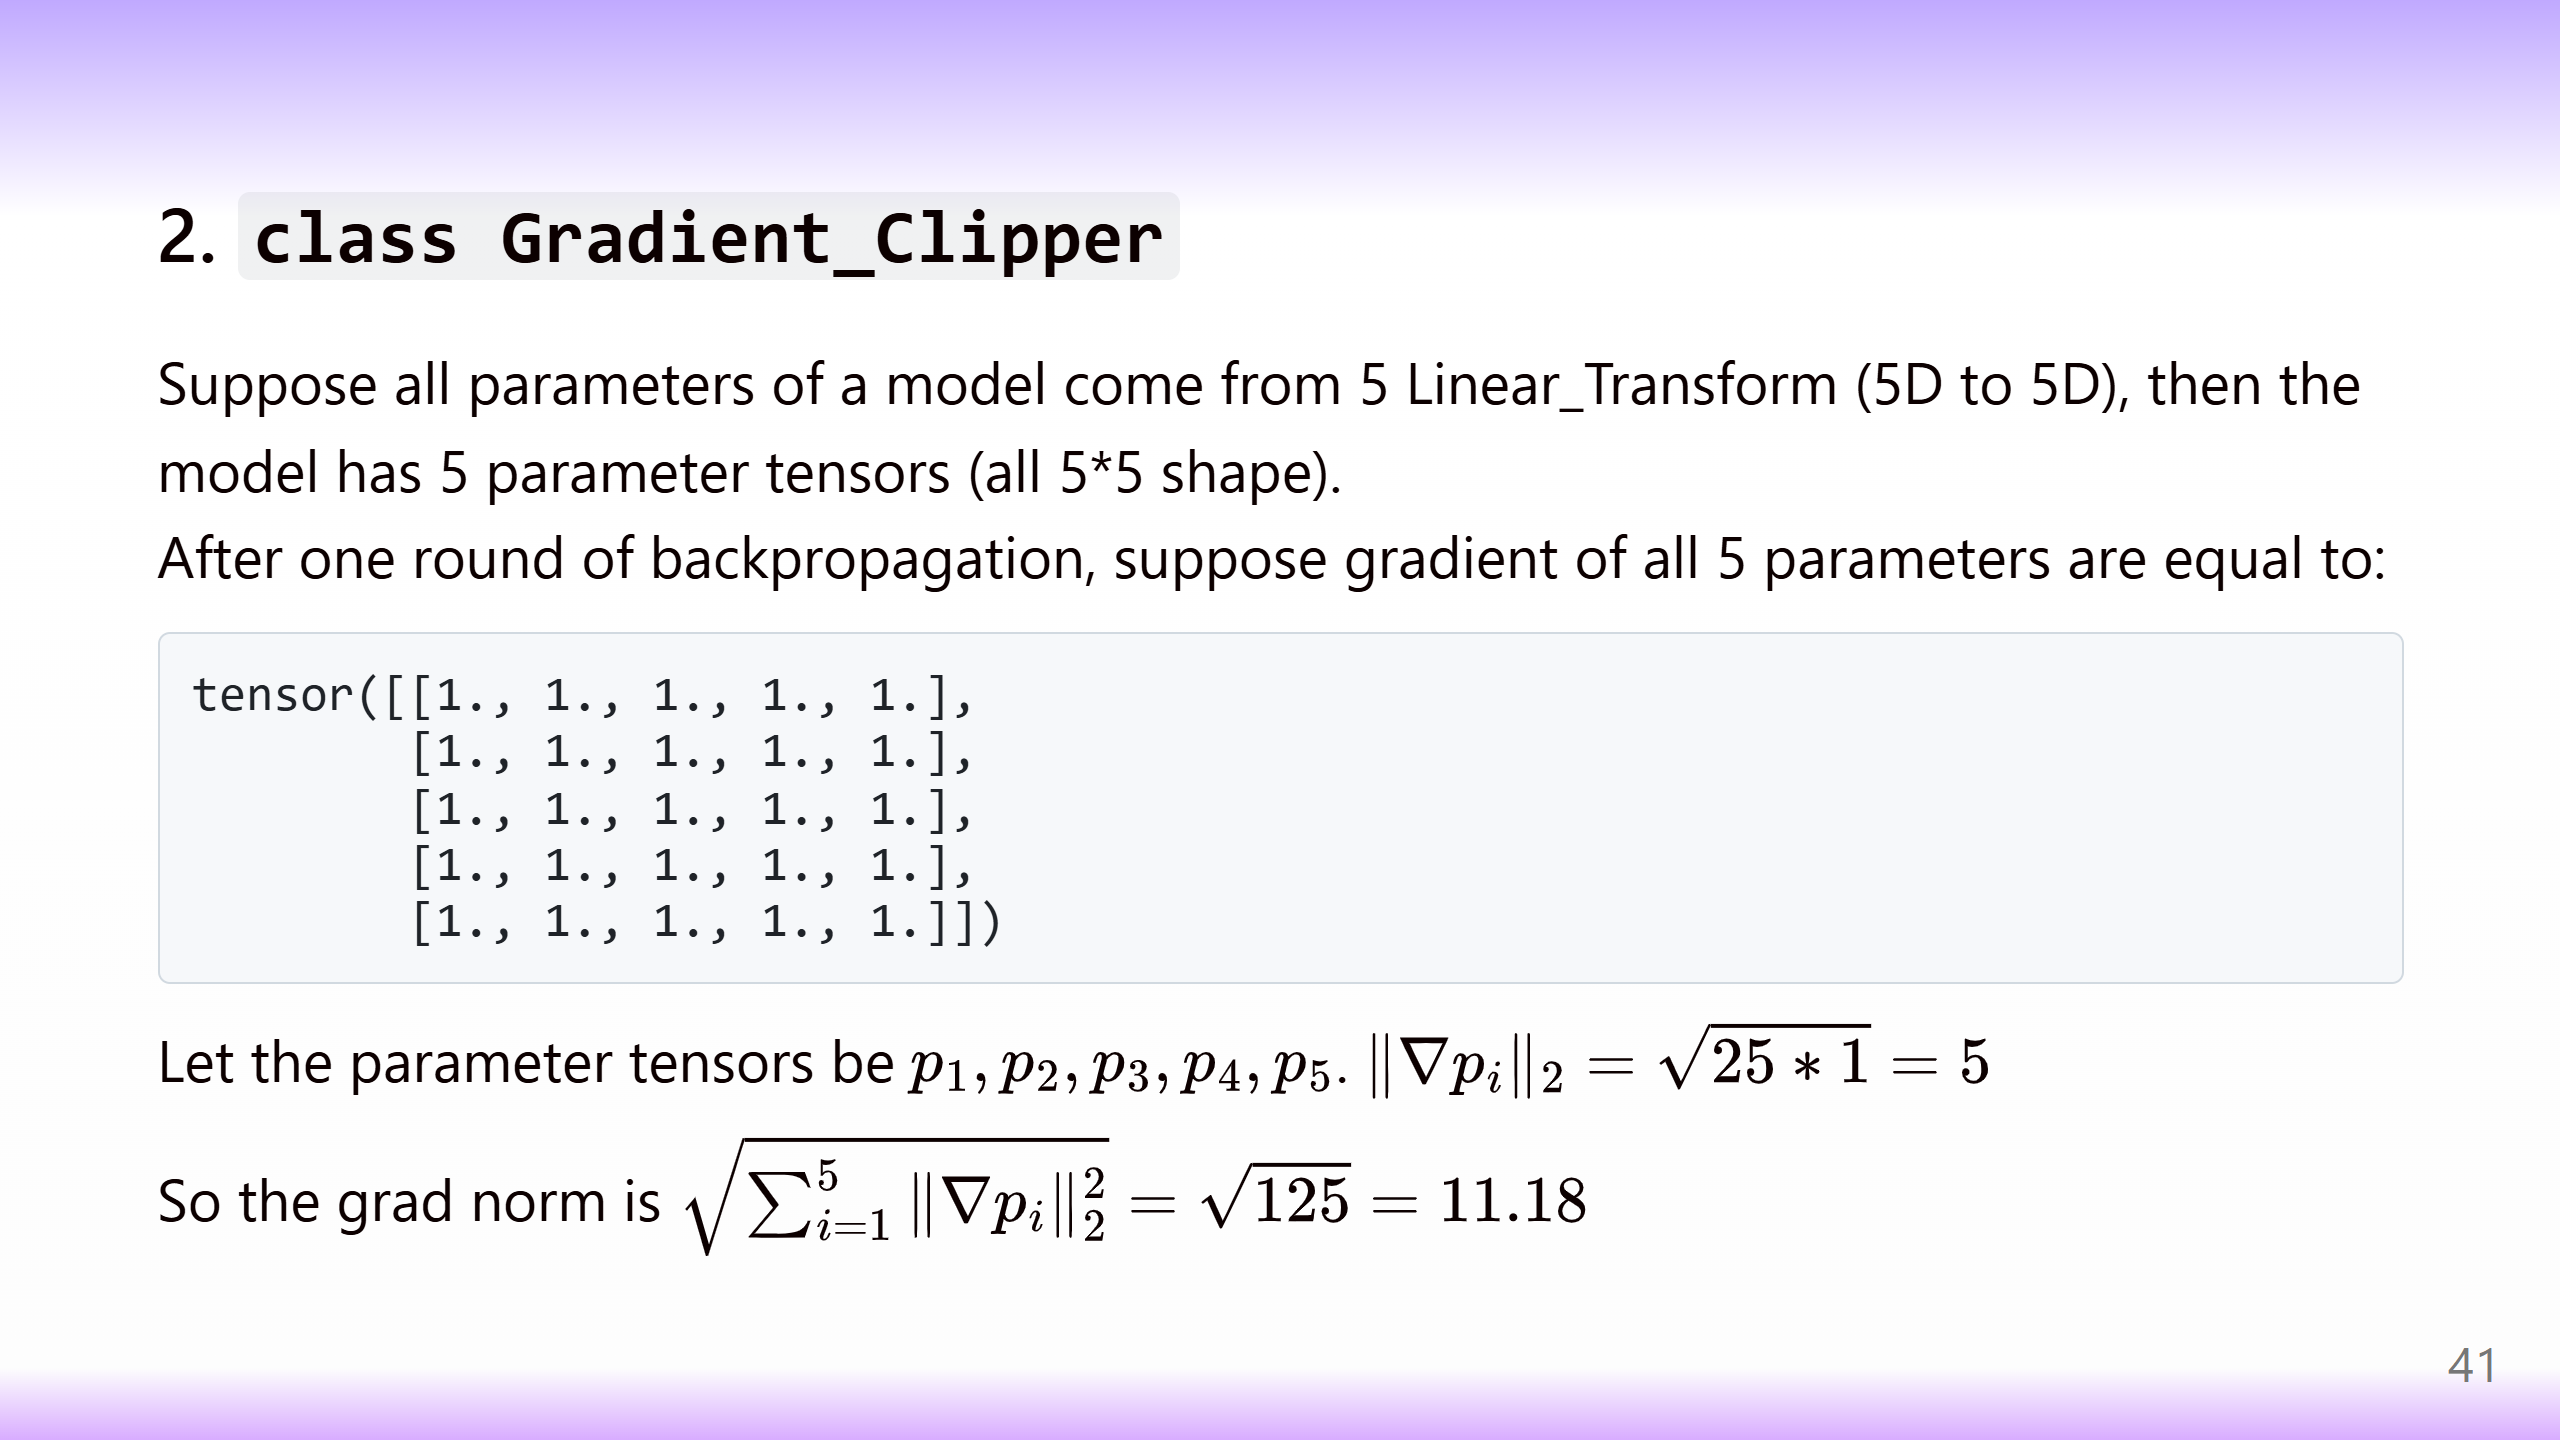 2. class Gradient_Clipper
Suppose all parameters of a model come from 5 Linear_Transform (5D to 5D), then the
model has 5 parameter tensors (all 5*5 shape).
After one round of backpropagation, suppose gradient of all 5 parameters are equal to:
tensor([[1., 1., 1., 1., 1.],
        [1., 1., 1., 1., 1.],
        [1., 1., 1., 1., 1.],
        [1., 1., 1., 1., 1.],
        [1., 1., 1., 1., 1.]])
Let the parameter tensors be p₁, p₂, p₃, p₄, p₅. ‖∇pᵢ‖₂ = √(25 ∗ 1) = 5
So the grad norm is √(∑ᵢ₌₁⁵ ‖∇pᵢ‖₂²) = √125 = 11.18
41